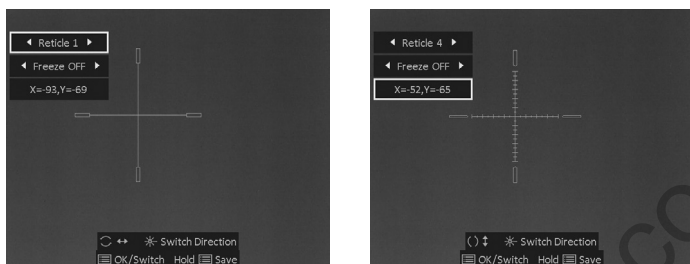 Reticle 1
Freeze OFF
X=-93,Y=-69
Switch Direction
OK/Switch Hold Save
Reticle 4
Freeze OFF
X=-52,Y=-65
Switch Direction
OK/Switch Hold Save
CO